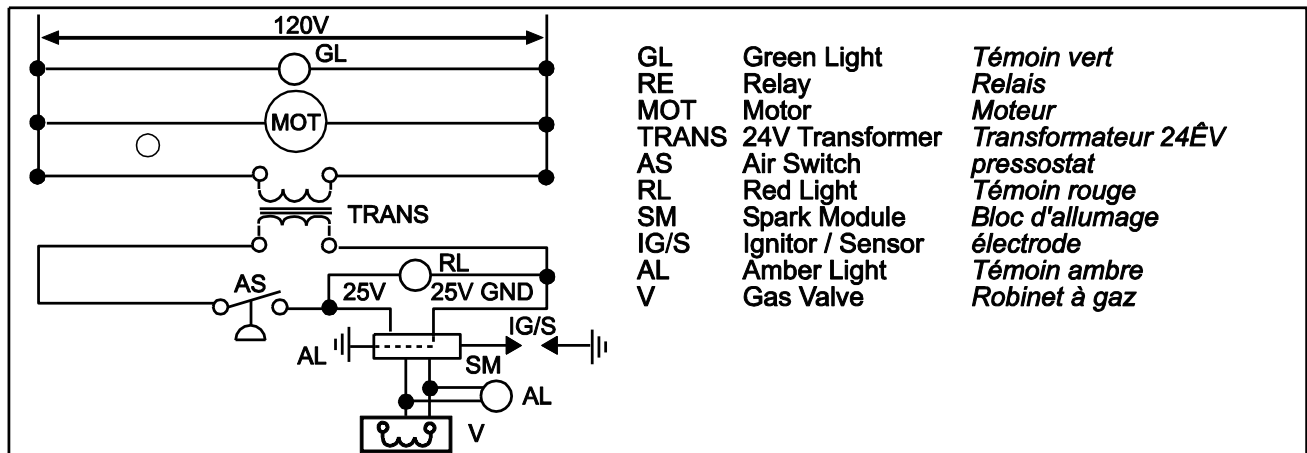 120V
GL
MOT
TRANS
AS
RL
25V 25V GND
IG/S
AL
SM
AL
V
GL Green Light Témoin vert
RE Relay Relais
MOT Motor Moteur
TRANS 24V Transformer Transformateur 24ÊV
AS Air Switch pressostat
RL Red Light Témoin rouge
SM Spark Module Bloc d'allumage
IG/S Ignitor / Sensor électrode
AL Amber Light Témoin ambre
V Gas Valve Robinet à gaz